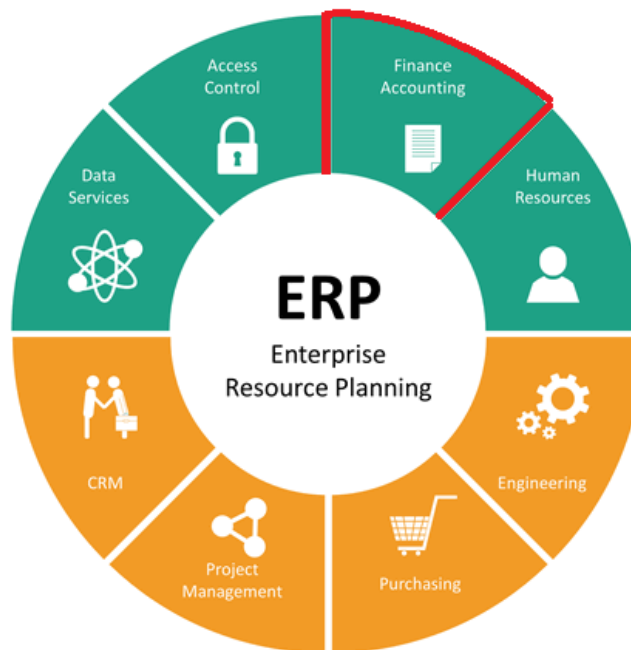 Access
Control
Finance
Accounting
Data
Services
Human
Resources
ERP
Enterprise
Resource Planning
CRM
Engineering
Project
Management
Purchasing